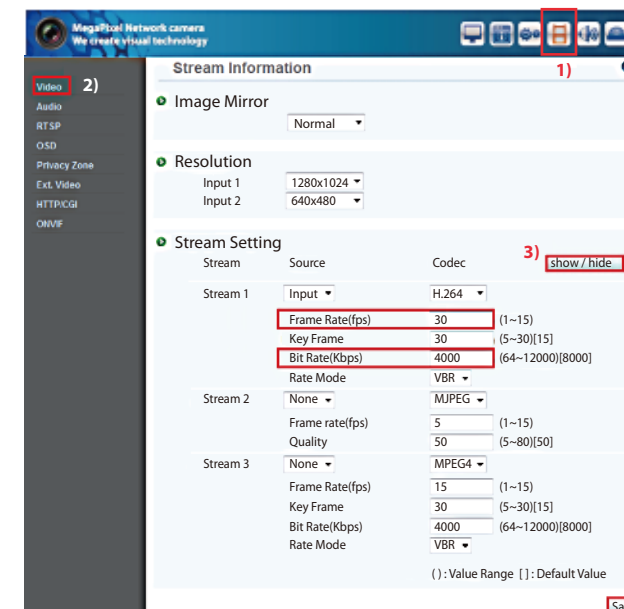 MegaPixel Network camera
We create visual technology
1)
Stream Information
Video 2)
Audio
RTSP
OSD
Privacy Zone
Ext. Video
HTTP/CGI
ONVIF
Image Mirror
Normal
Resolution
Input 1 1280x1024
Input 2 640x480
Stream Setting
3)
Stream Source Codec show / hide
Stream 1 Input H.264
Frame Rate(fps) 30 (1~15)
Key Frame 30 (5~30)[15]
Bit Rate(Kbps) 4000 (64~12000)[8000]
Rate Mode VBR
Stream 2 None MJPEG
Frame rate(fps) 5 (1~15)
Quality 50 (5~80)[50]
Stream 3 None MPEG4
Frame Rate(fps) 15 (1~15)
Key Frame 30 (5~30)[15]
Bit Rate(Kbps) 4000 (64~12000)[8000]
Rate Mode VBR
( ) : Value Range [ ] : Default Value